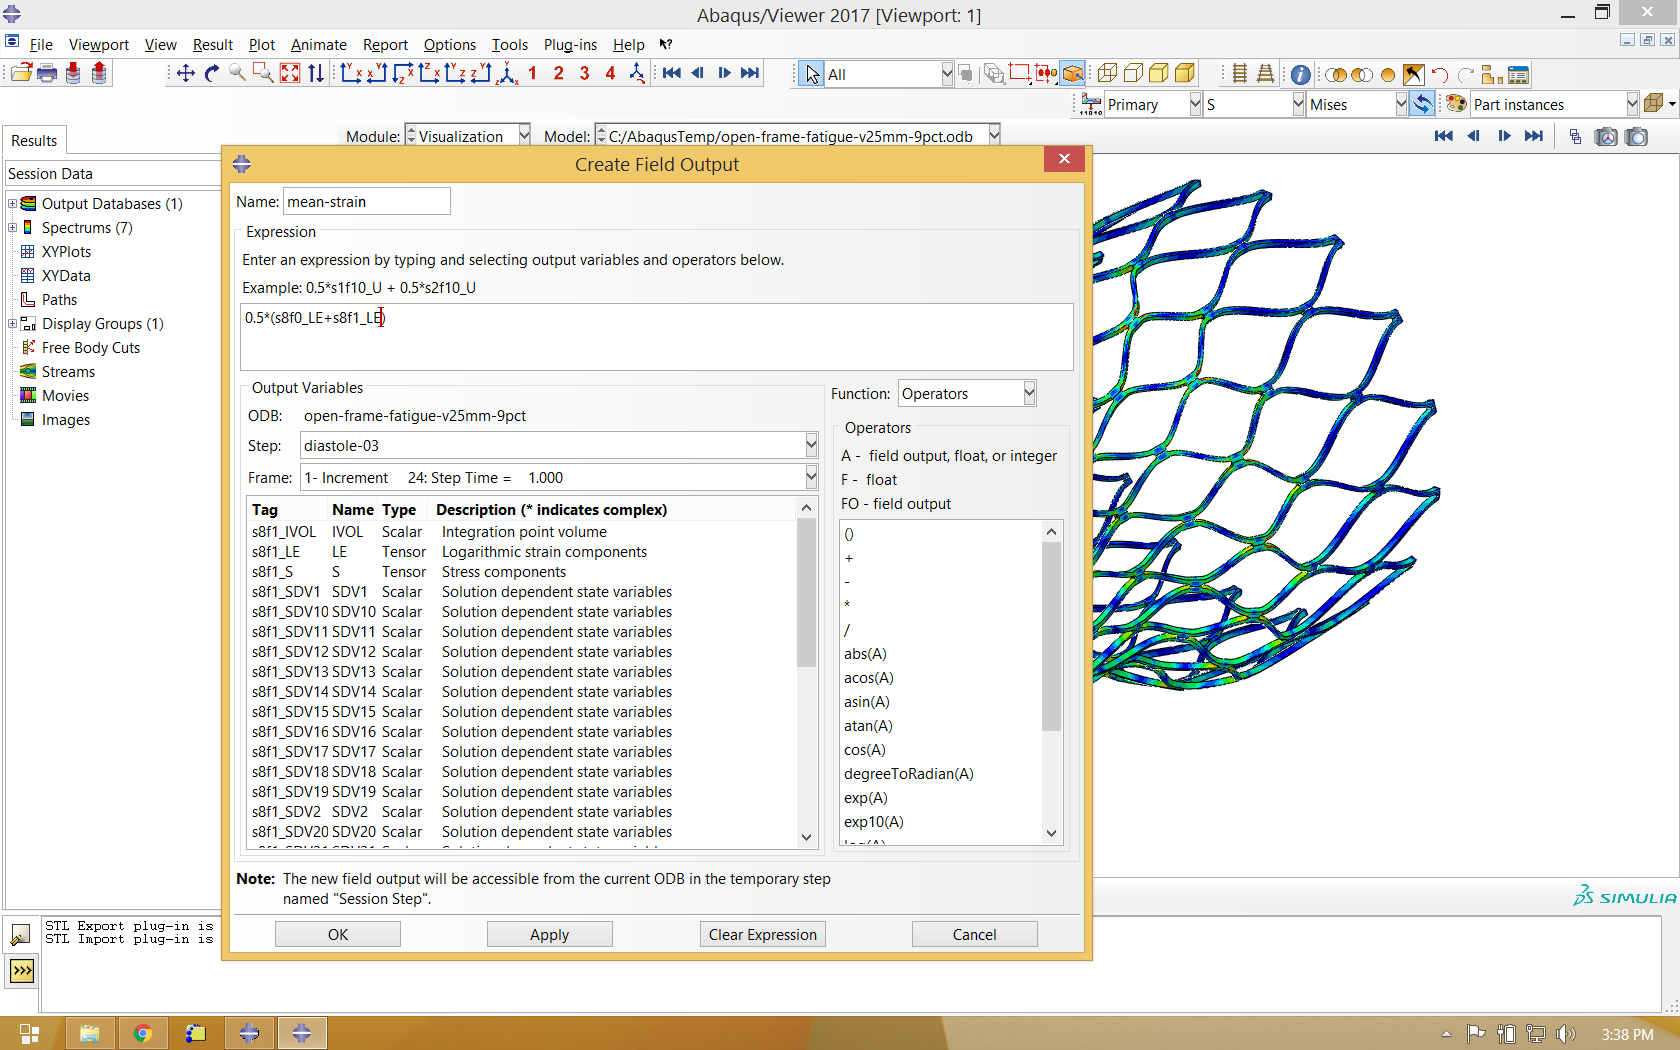 Abaqus/Viewer 2017 [Viewport: 1]
File Viewport View Result Plot Animate Report Options Tools Plug-ins Help
1 2 3 4 All
Primary S Mises Part instances
Results Module: Visualization Model: C:/AbaqusTemp/open-frame-fatigue-v25mm-9pct.odb
Session Data
Output Databases (1)
Spectrums (7)
XYPlots
XYData
Paths
Display Groups (1)
Free Body Cuts
Streams
Movies
Images
Create Field Output
Name: mean-strain
Expression
Enter an expression by typing and selecting output variables and operators below.
Example: 0.5*s1f10_U + 0.5*s2f10_U
0.5*(s8f0_LE+s8f1_LE)
Output Variables
ODB: open-frame-fatigue-v25mm-9pct
Step: diastole-03
Frame: 1- Increment 24: Step Time = 1.000
Tag Name Type Description (* indicates complex)
s8f1_IVOL IVOL Scalar Integration point volume
s8f1_LE LE Tensor Logarithmic strain components
s8f1_S S Tensor Stress components
s8f1_SDV1 SDV1 Scalar Solution dependent state variables
s8f1_SDV10 SDV10 Scalar Solution dependent state variables
s8f1_SDV11 SDV11 Scalar Solution dependent state variables
s8f1_SDV12 SDV12 Scalar Solution dependent state variables
s8f1_SDV13 SDV13 Scalar Solution dependent state variables
s8f1_SDV14 SDV14 Scalar Solution dependent state variables
s8f1_SDV15 SDV15 Scalar Solution dependent state variables
s8f1_SDV16 SDV16 Scalar Solution dependent state variables
s8f1_SDV17 SDV17 Scalar Solution dependent state variables
s8f1_SDV18 SDV18 Scalar Solution dependent state variables
s8f1_SDV19 SDV19 Scalar Solution dependent state variables
s8f1_SDV2 SDV2 Scalar Solution dependent state variables
s8f1_SDV20 SDV20 Scalar Solution dependent state variables
Function: Operators
Operators
A - field output, float, or integer
F - float
FO - field output
()
+
-
*
/
abs(A)
acos(A)
asin(A)
atan(A)
cos(A)
degreeToRadian(A)
exp(A)
exp10(A)
Note: The new field output will be accessible from the current ODB in the temporary step
named "Session Step".
OK Apply Clear Expression Cancel
SIMULIA
STL Export plug-in is
STL Import plug-in is
>>>
3:38 PM